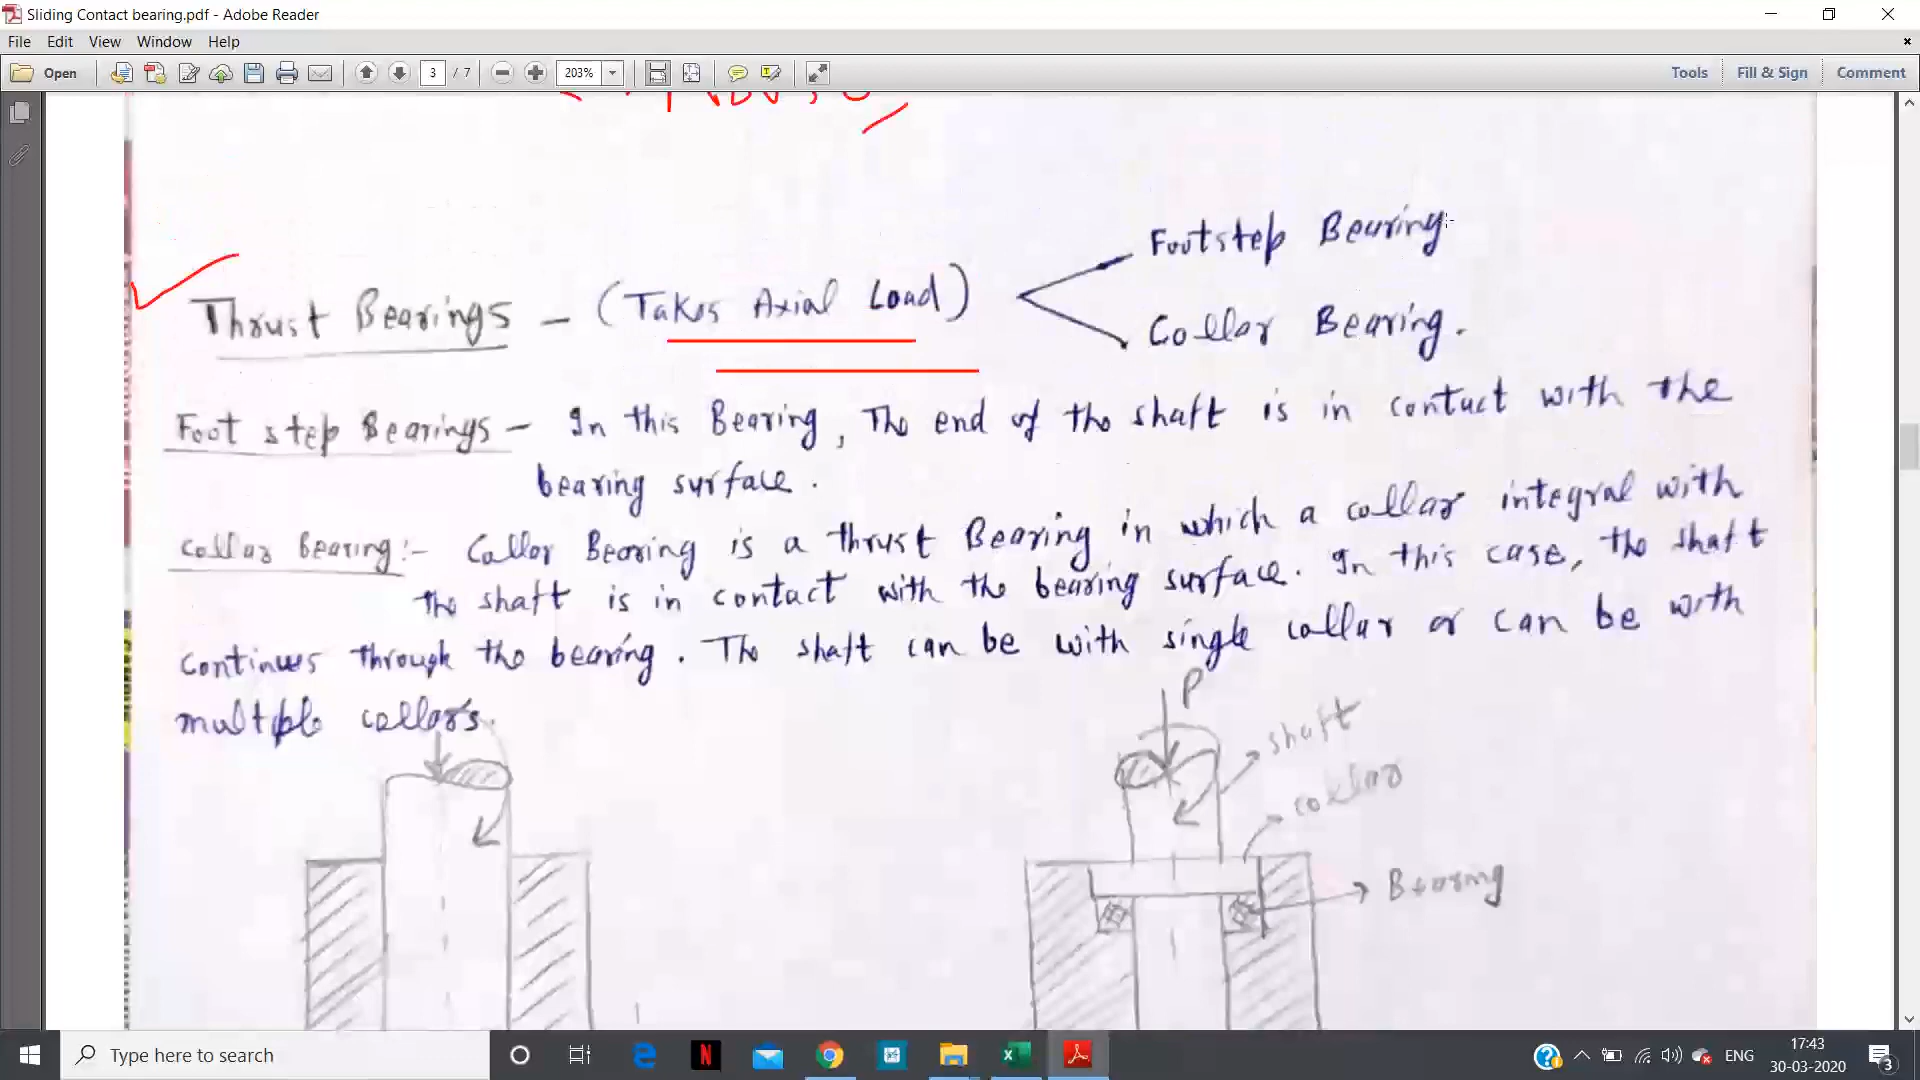 Sliding Contact bearing.pdf - Adobe Reader
File Edit View Window Help
Open 3 / 7 203% Tools Fill & Sign Comment
Footstep Bearing
Thrust Bearings - (Takes Axial Load)
Collar Bearing.
Foot step Bearings - In this Bearing, The end of the shaft is in contact with the
bearing surface.
Collar Bearing:- Collar Bearing is a thrust Bearing in which a collar integral with
the shaft is in contact with the bearing surface. In this case, the shaft
continues through the bearing. The shaft can be with single collar or can be with
multiple collars.
P
shaft
collar
Bearing
Type here to search
ENG
17:43
30-03-2020
3